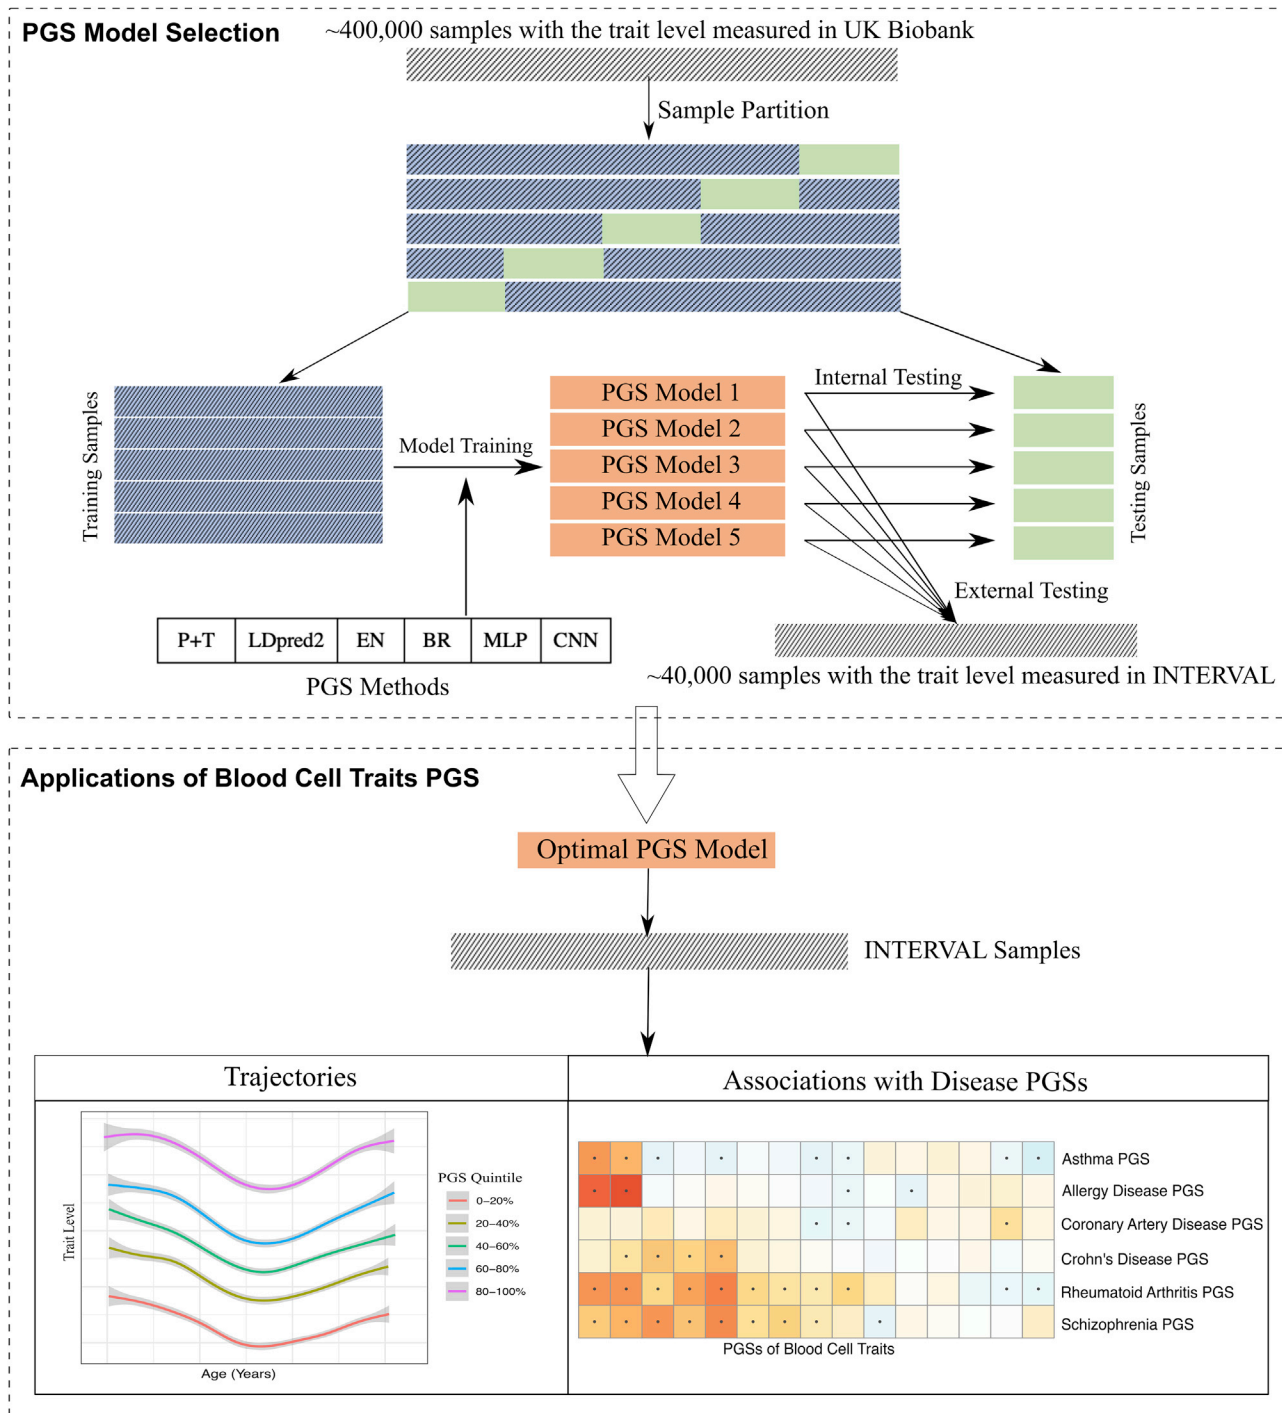 PGS Model Selection
~400,000 samples with the trait level measured in UK Biobank
Sample Partition
Training Samples
Model Training
PGS Model 1
PGS Model 2
PGS Model 3
PGS Model 4
PGS Model 5
Internal Testing
Testing Samples
External Testing
P+T LDpred2 EN BR MLP CNN
PGS Methods
~40,000 samples with the trait level measured in INTERVAL
Applications of Blood Cell Traits PGS
Optimal PGS Model
INTERVAL Samples
Trajectories
Trait Level
Age (Years)
PGS Quintile
0–20%
20–40%
40–60%
60–80%
80–100%
Associations with Disease PGSs
Asthma PGS
Allergy Disease PGS
Coronary Artery Disease PGS
Crohn's Disease PGS
Rheumatoid Arthritis PGS
Schizophrenia PGS
PGSs of Blood Cell Traits